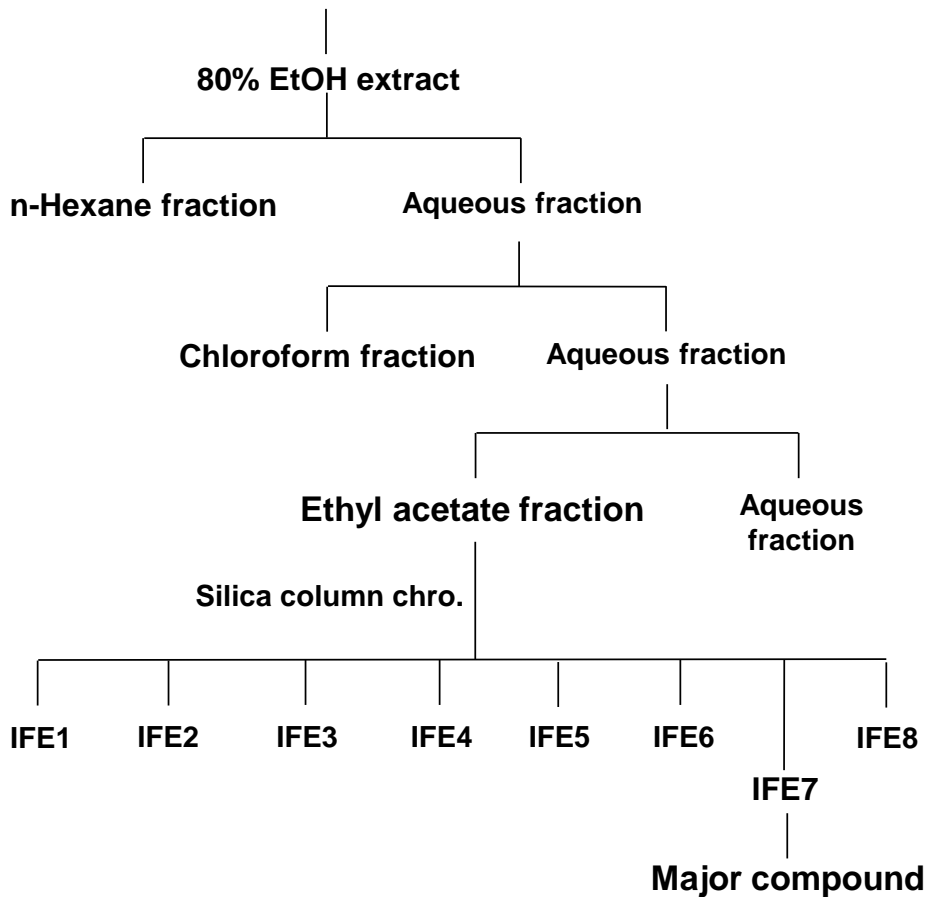 80% EtOH extract
n-Hexane fraction
Aqueous fraction
Chloroform fraction
Aqueous fraction
Ethyl acetate fraction
Aqueous
fraction
Silica column chro.
IFE1
IFE2
IFE3
IFE4
IFE5
IFE6
IFE8
IFE7
Major compound